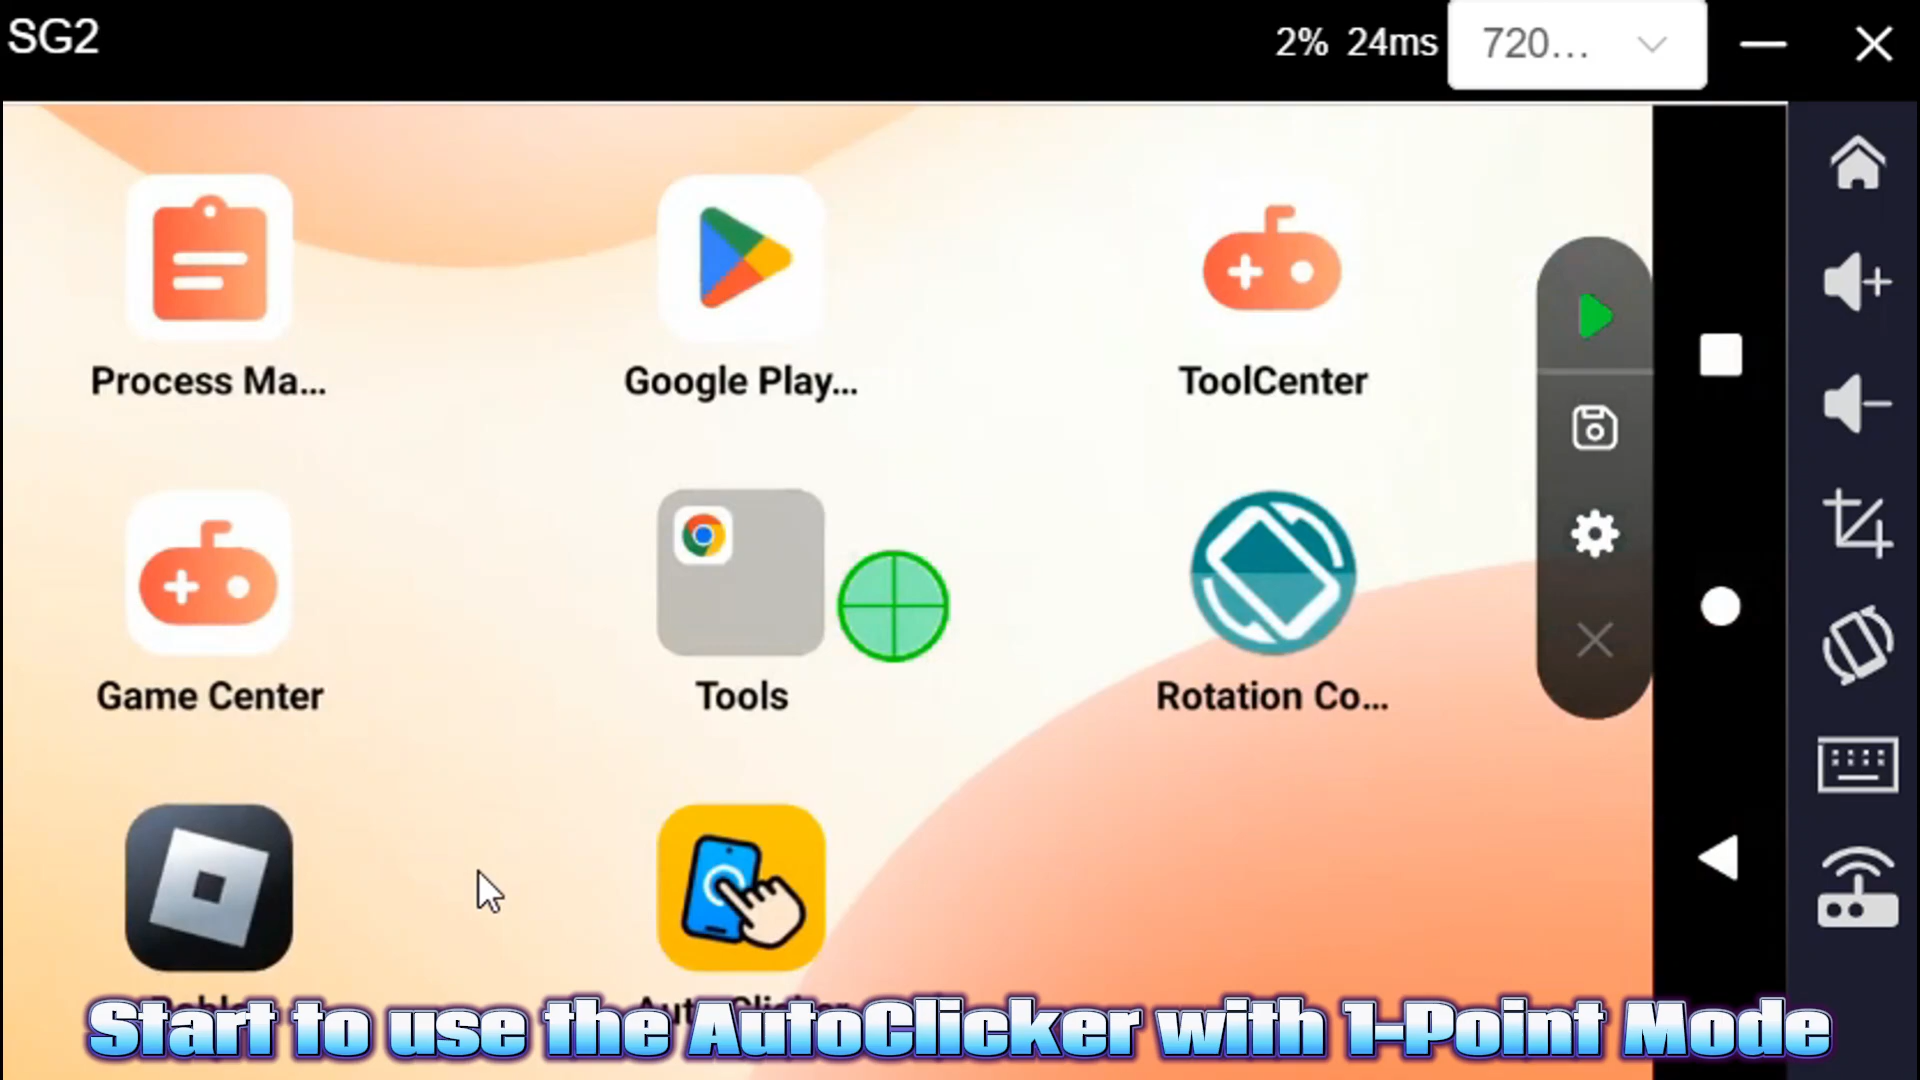 SG2
2% 24ms 720...
Process Ma...
Google Play...
ToolCenter
Game Center
Tools
Rotation Co...
Start to use the AutoClicker with 1-Point Mode